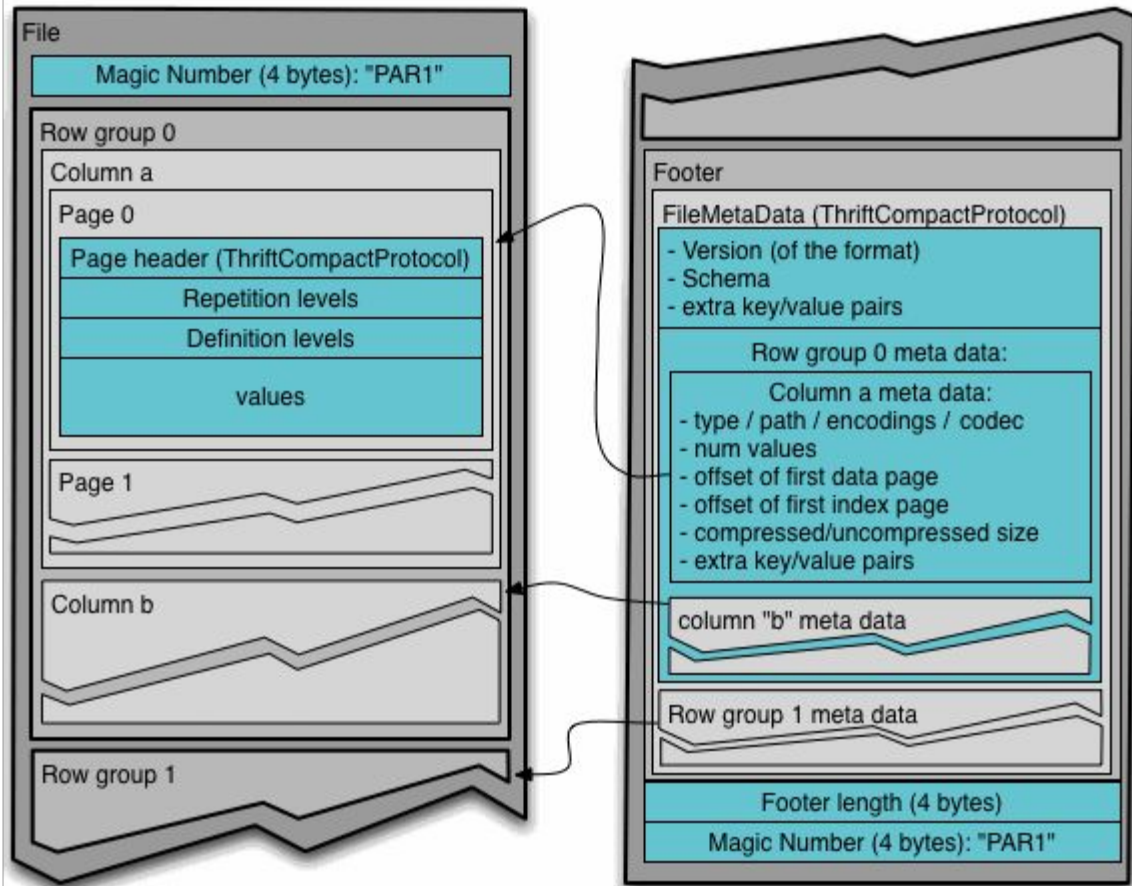 File
Magic Number (4 bytes): "PAR1"
Row group 0
Column a
Page 0
Page header (ThriftCompactProtocol)
Repetition levels
Definition levels
values
Page 1
Column b
Row group 1
Footer
FileMetaData (ThriftCompactProtocol)
- Version (of the format)
- Schema
- extra key/value pairs
Row group 0 meta data:
Column a meta data:
- type / path / encodings / codec
- num values
- offset of first data page
- offset of first index page
- compressed/uncompressed size
- extra key/value pairs
column "b" meta data
Row group 1 meta data
Footer length (4 bytes)
Magic Number (4 bytes): "PAR1"